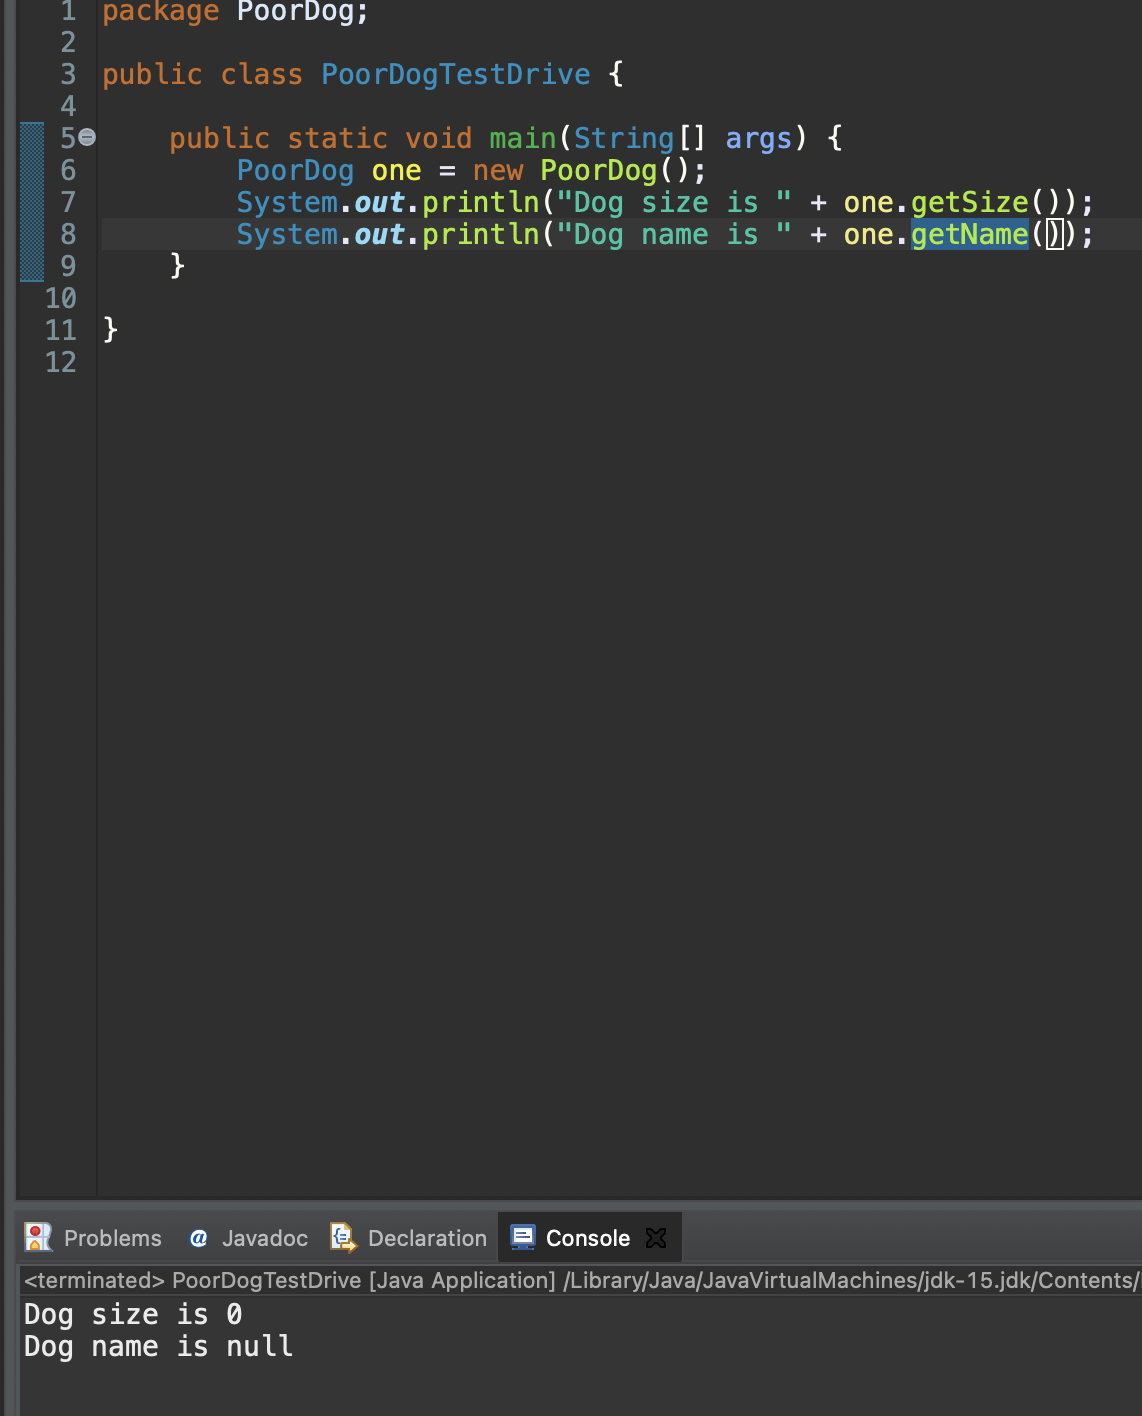 1 package PoorDog;
2
3 public class PoorDogTestDrive {
4
5 public static void main(String[] args) {
6 PoorDog one = new PoorDog();
7 System.out.println("Dog size is " + one.getSize());
8 System.out.println("Dog name is " + one.getName());
9 }
10
11 }
12
Problems @ Javadoc Declaration Console
<terminated> PoorDogTestDrive [Java Application] /Library/Java/JavaVirtualMachines/jdk-15.jdk/Contents/
Dog size is 0
Dog name is null